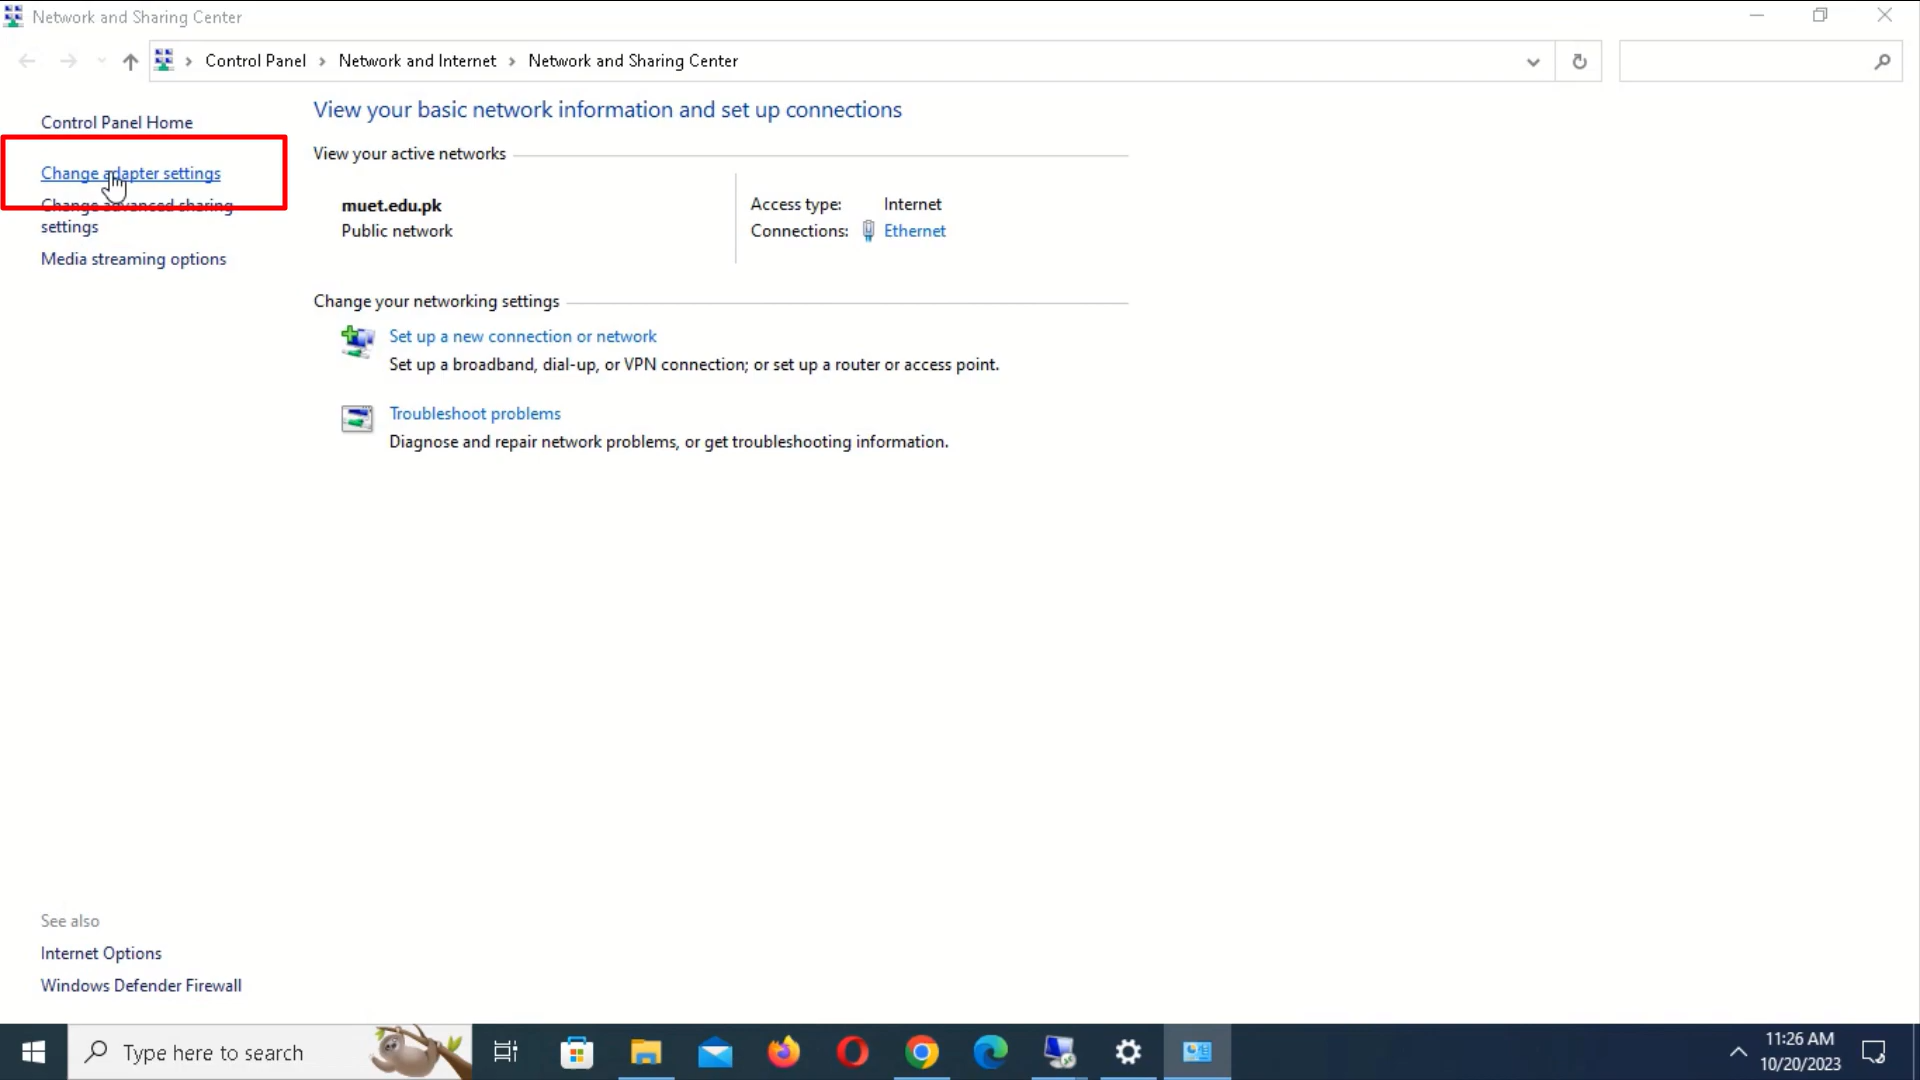 Network and Sharing Center
Control Panel › Network and Internet › Network and Sharing Center
Control Panel Home
Change adapter settings
Change advanced sharing
settings
Media streaming options
View your basic network information and set up connections
View your active networks
muet.edu.pk
Public network
Access type: Internet
Connections: Ethernet
Change your networking settings
Set up a new connection or network
Set up a broadband, dial-up, or VPN connection; or set up a router or access point.
Troubleshoot problems
Diagnose and repair network problems, or get troubleshooting information.
See also
Internet Options
Windows Defender Firewall
Type here to search
11:26 AM
10/20/2023